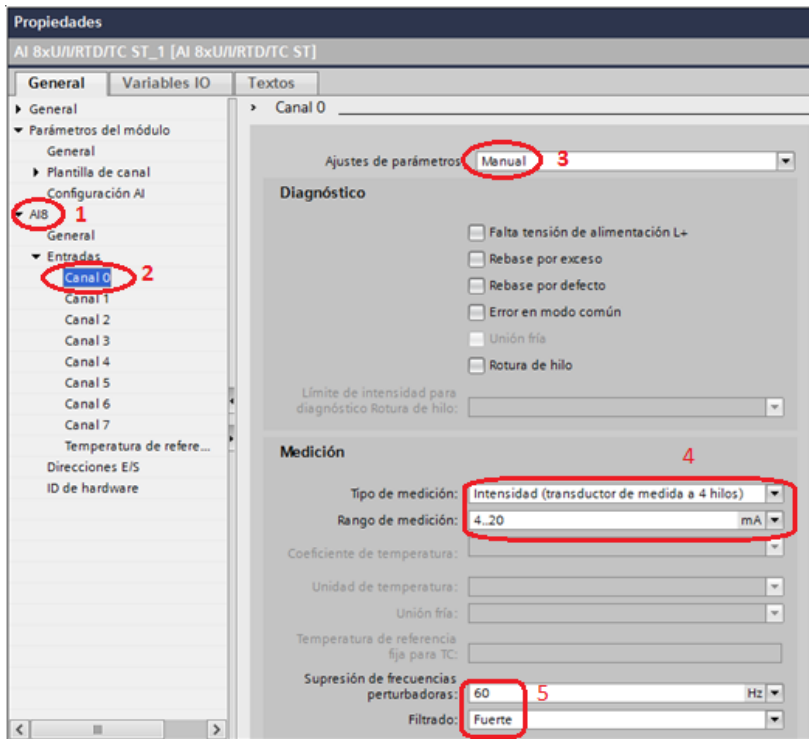 Propiedades
AI 8xU/I/RTD/TC ST_1 [AI 8xU/I/RTD/TC ST]
General Variables IO Textos
General
Parámetros del módulo
General
Plantilla de canal
Configuración AI
AI8 1
General
Entradas
Canal 0 2
Canal 1
Canal 2
Canal 3
Canal 4
Canal 5
Canal 6
Canal 7
Temperatura de refere...
Direcciones E/S
ID de hardware
Canal 0
Ajustes de parámetros Manual 3
Diagnóstico
Falta tensión de alimentación L+
Rebase por exceso
Rebase por defecto
Error en modo común
Unión fría
Rotura de hilo
Límite de intensidad para
diagnóstico Rotura de hilo:
Medición
4
Tipo de medición: Intensidad (transductor de medida a 4 hilos)
Rango de medición: 4..20 mA
Coeficiente de temperatura:
Unidad de temperatura:
Unión fría:
Temperatura de referencia
fija para TC:
Supresión de frecuencias
perturbadoras: 60 5 Hz
Filtrado: Fuerte